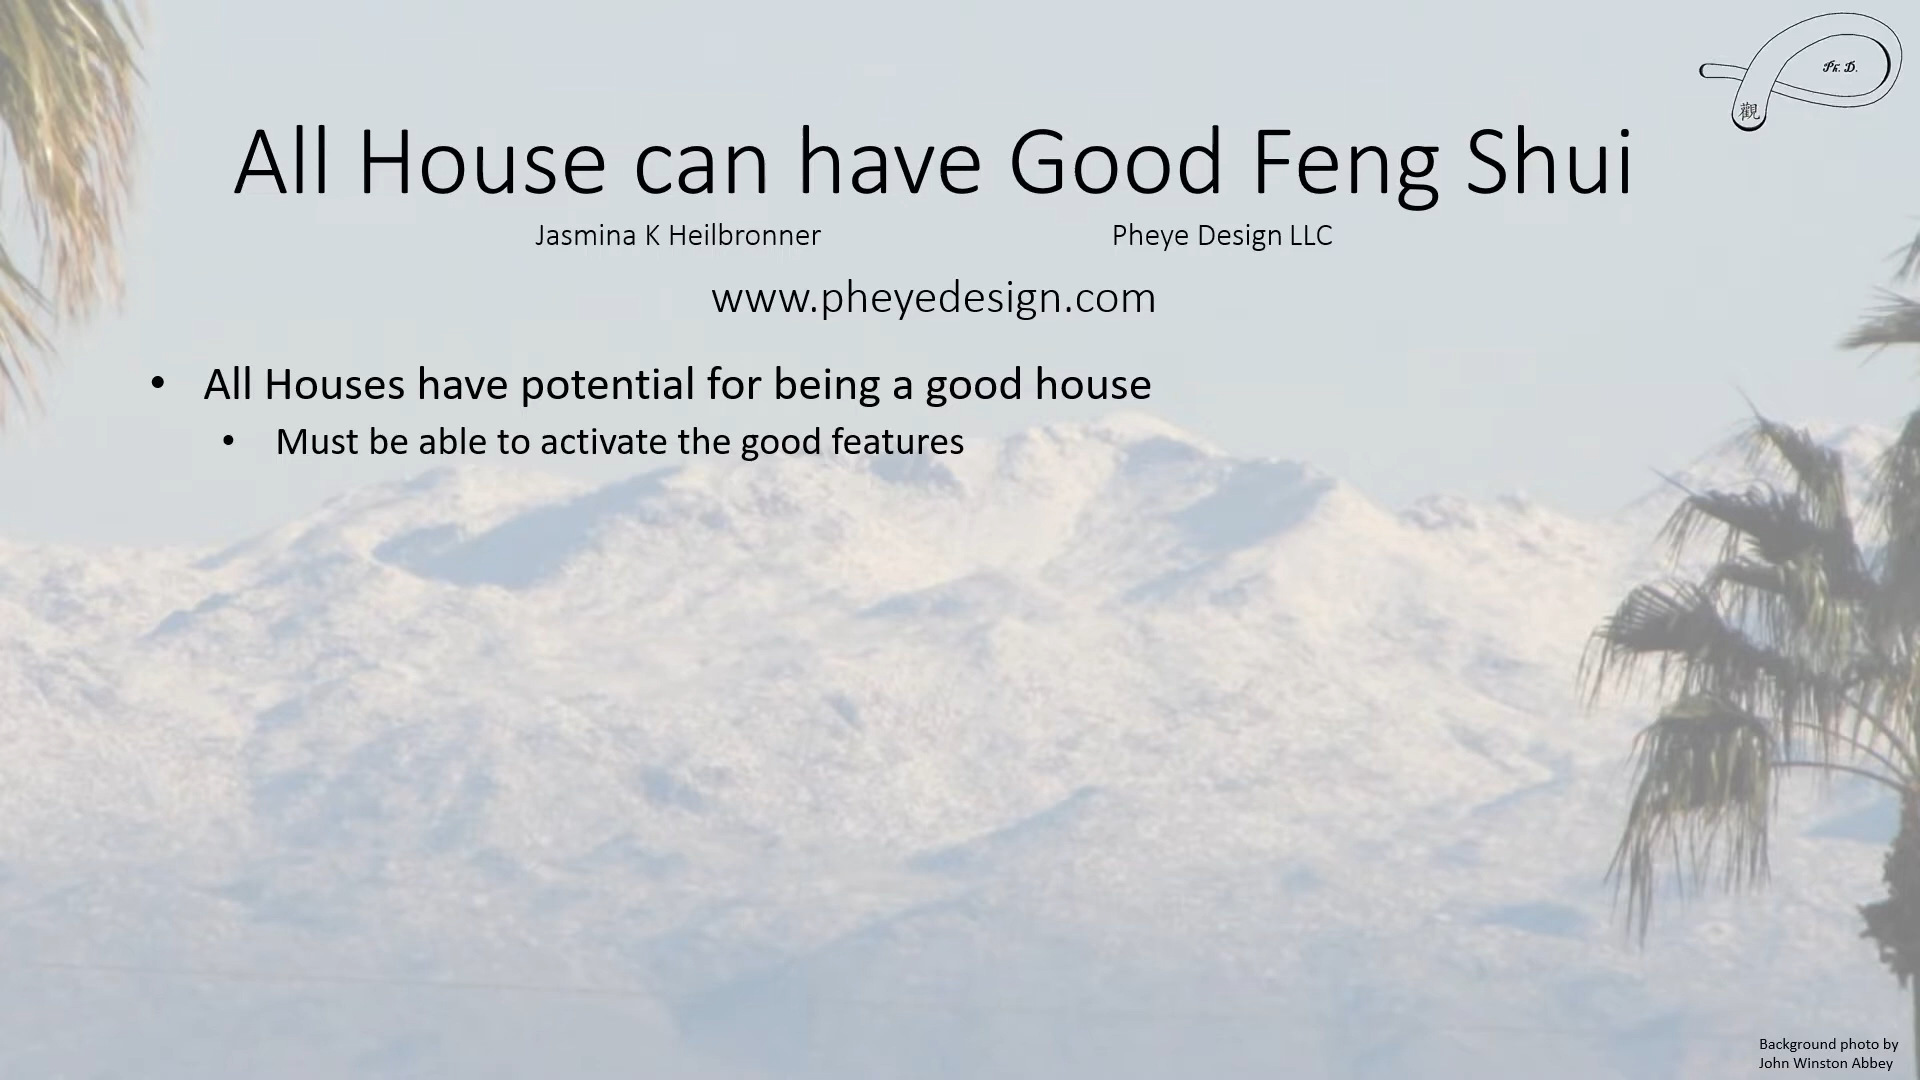 Ph. D.
觀
All House can have Good Feng Shui
Jasmina K Heilbronner Pheye Design LLC
www.pheyedesign.com
• All Houses have potential for being a good house
• Must be able to activate the good features
Background photo by
John Winston Abbey